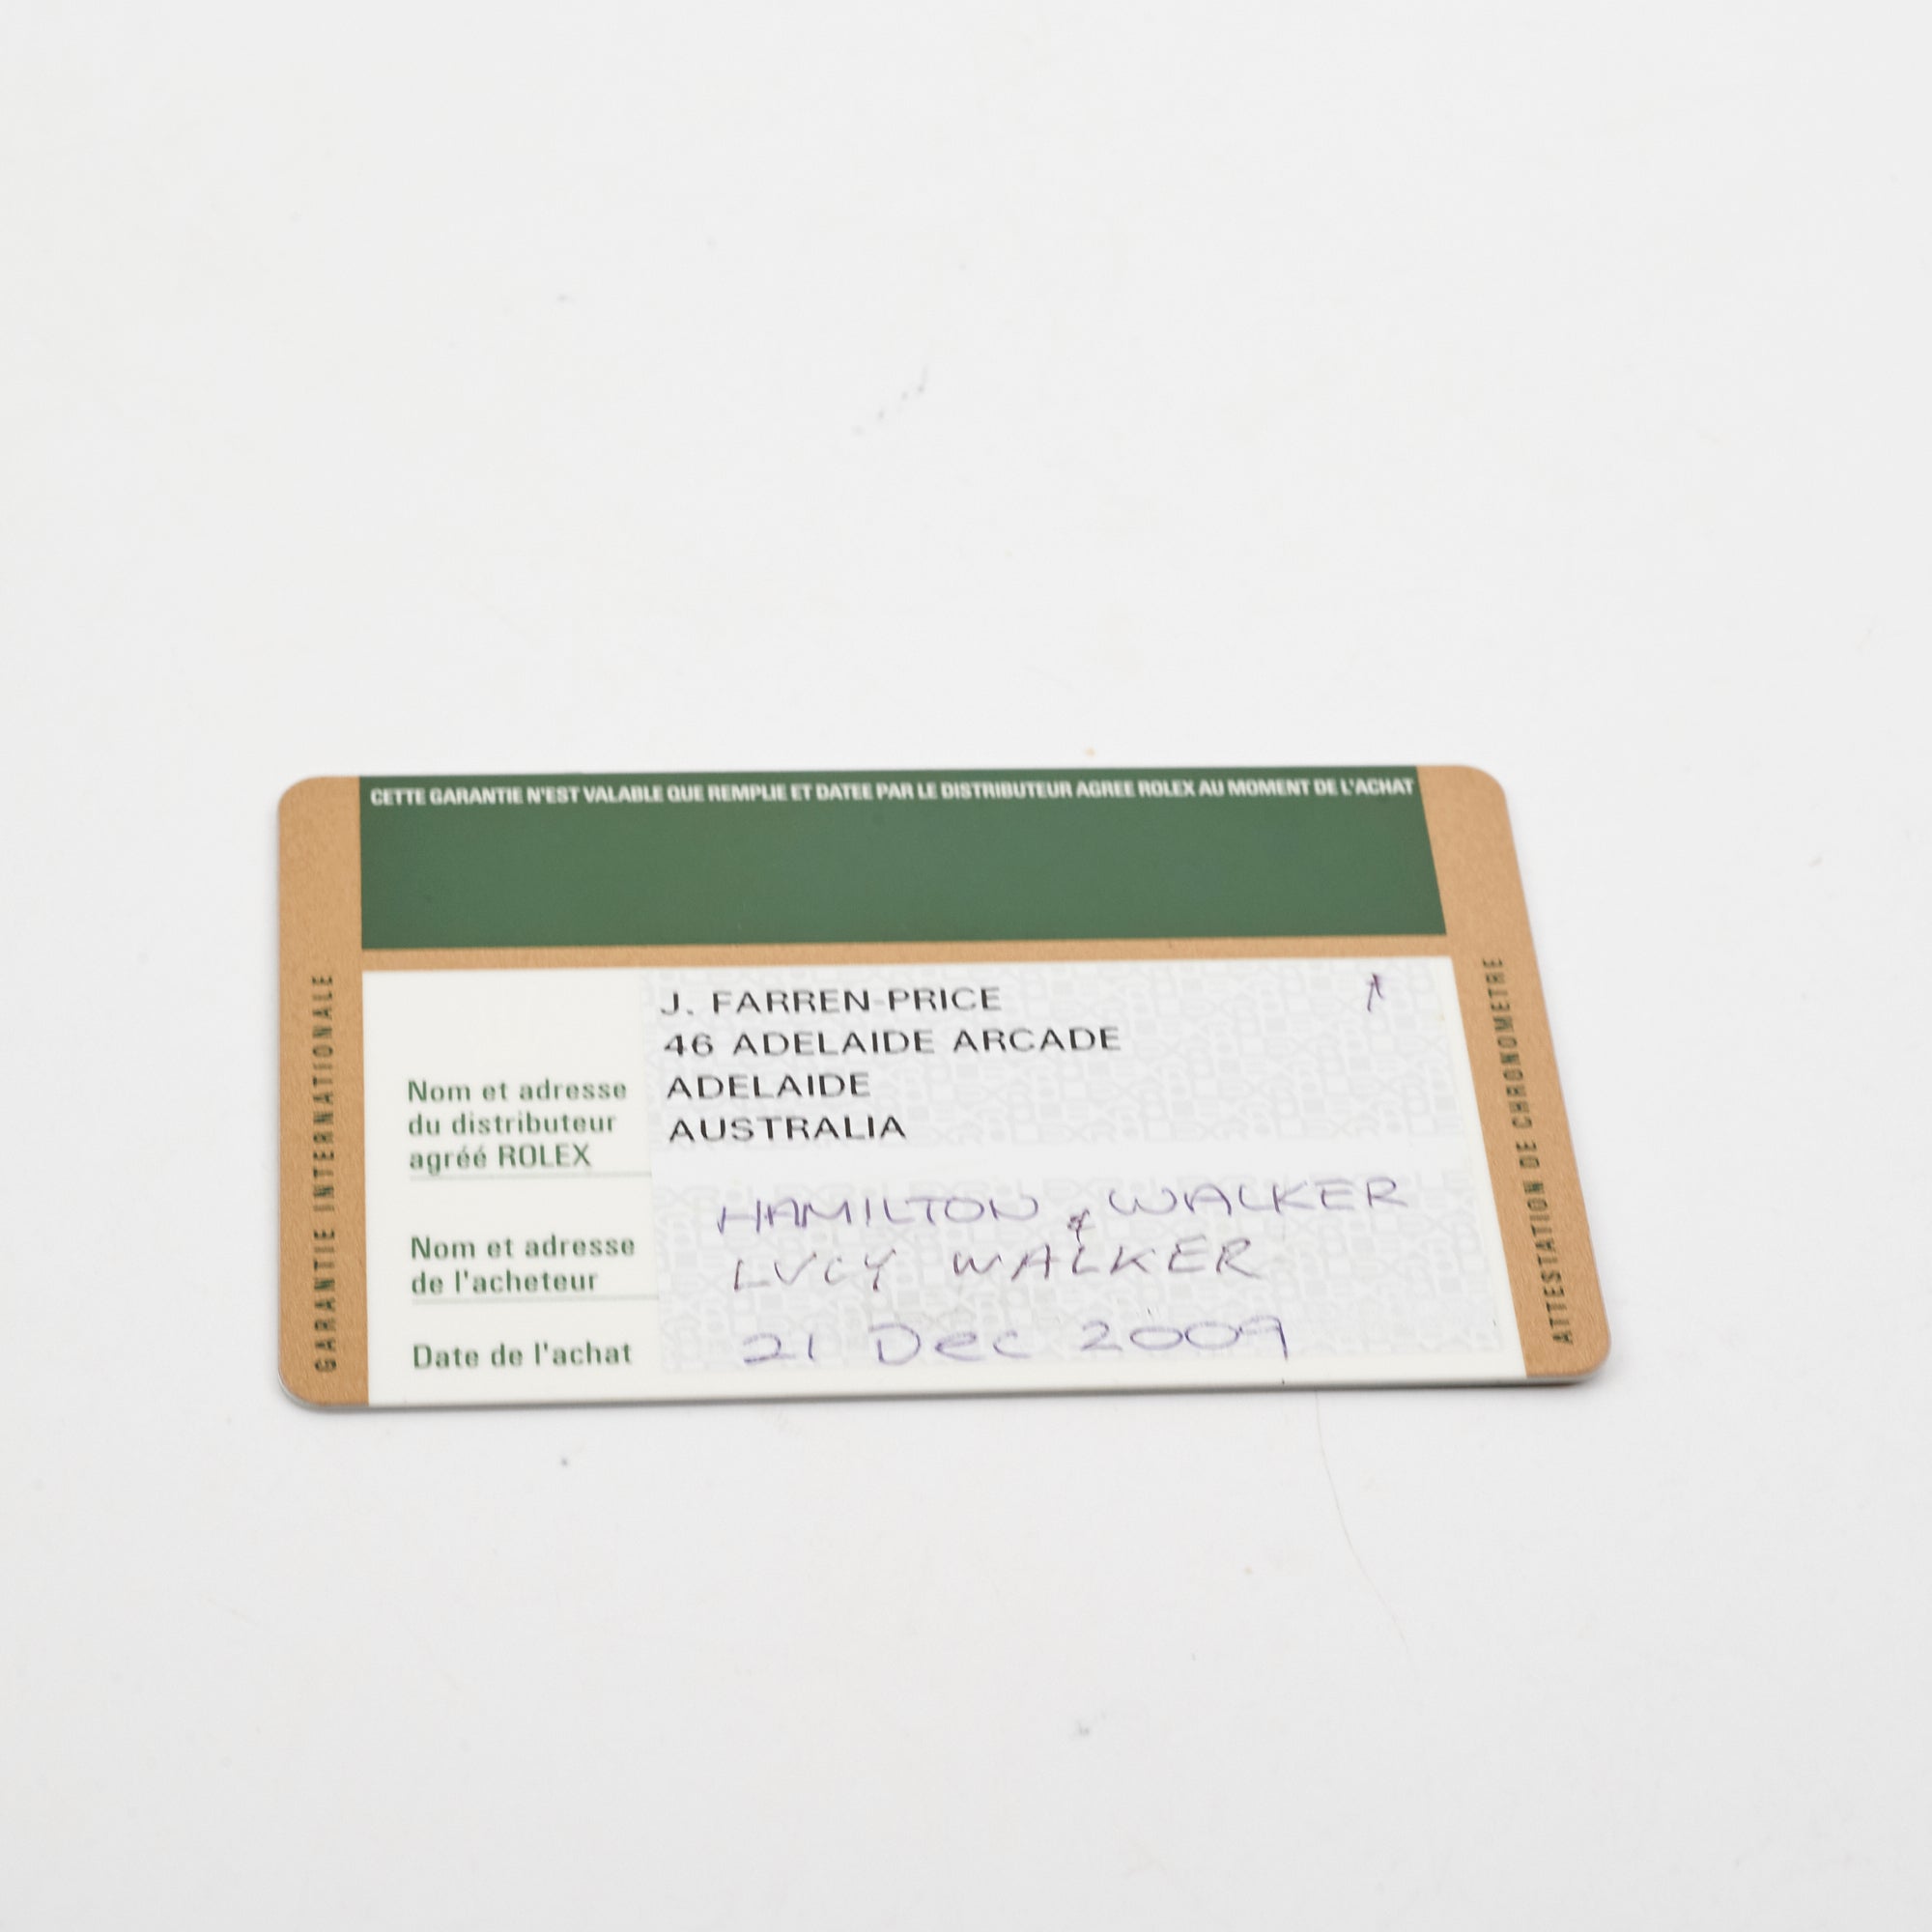 CETTE GARANTIE N'EST VALABLE QUE REMPLIE ET DATEE PAR LE DISTRIBUTEUR AGREE ROLEX AU MOMENT DE L'ACHAT
GARANTIE INTERNATIONALE
J. FARREN-PRICE
46 ADELAIDE ARCADE
ADELAIDE
AUSTRALIA
Nom et adresse
du distributeur
agréé ROLEX
HAMILTON & WALKER
LUCY WALKER
Nom et adresse
de l'acheteur
Date de l'achat
21 Dec 2009
ATTESTATION DE CHRONOMETRE